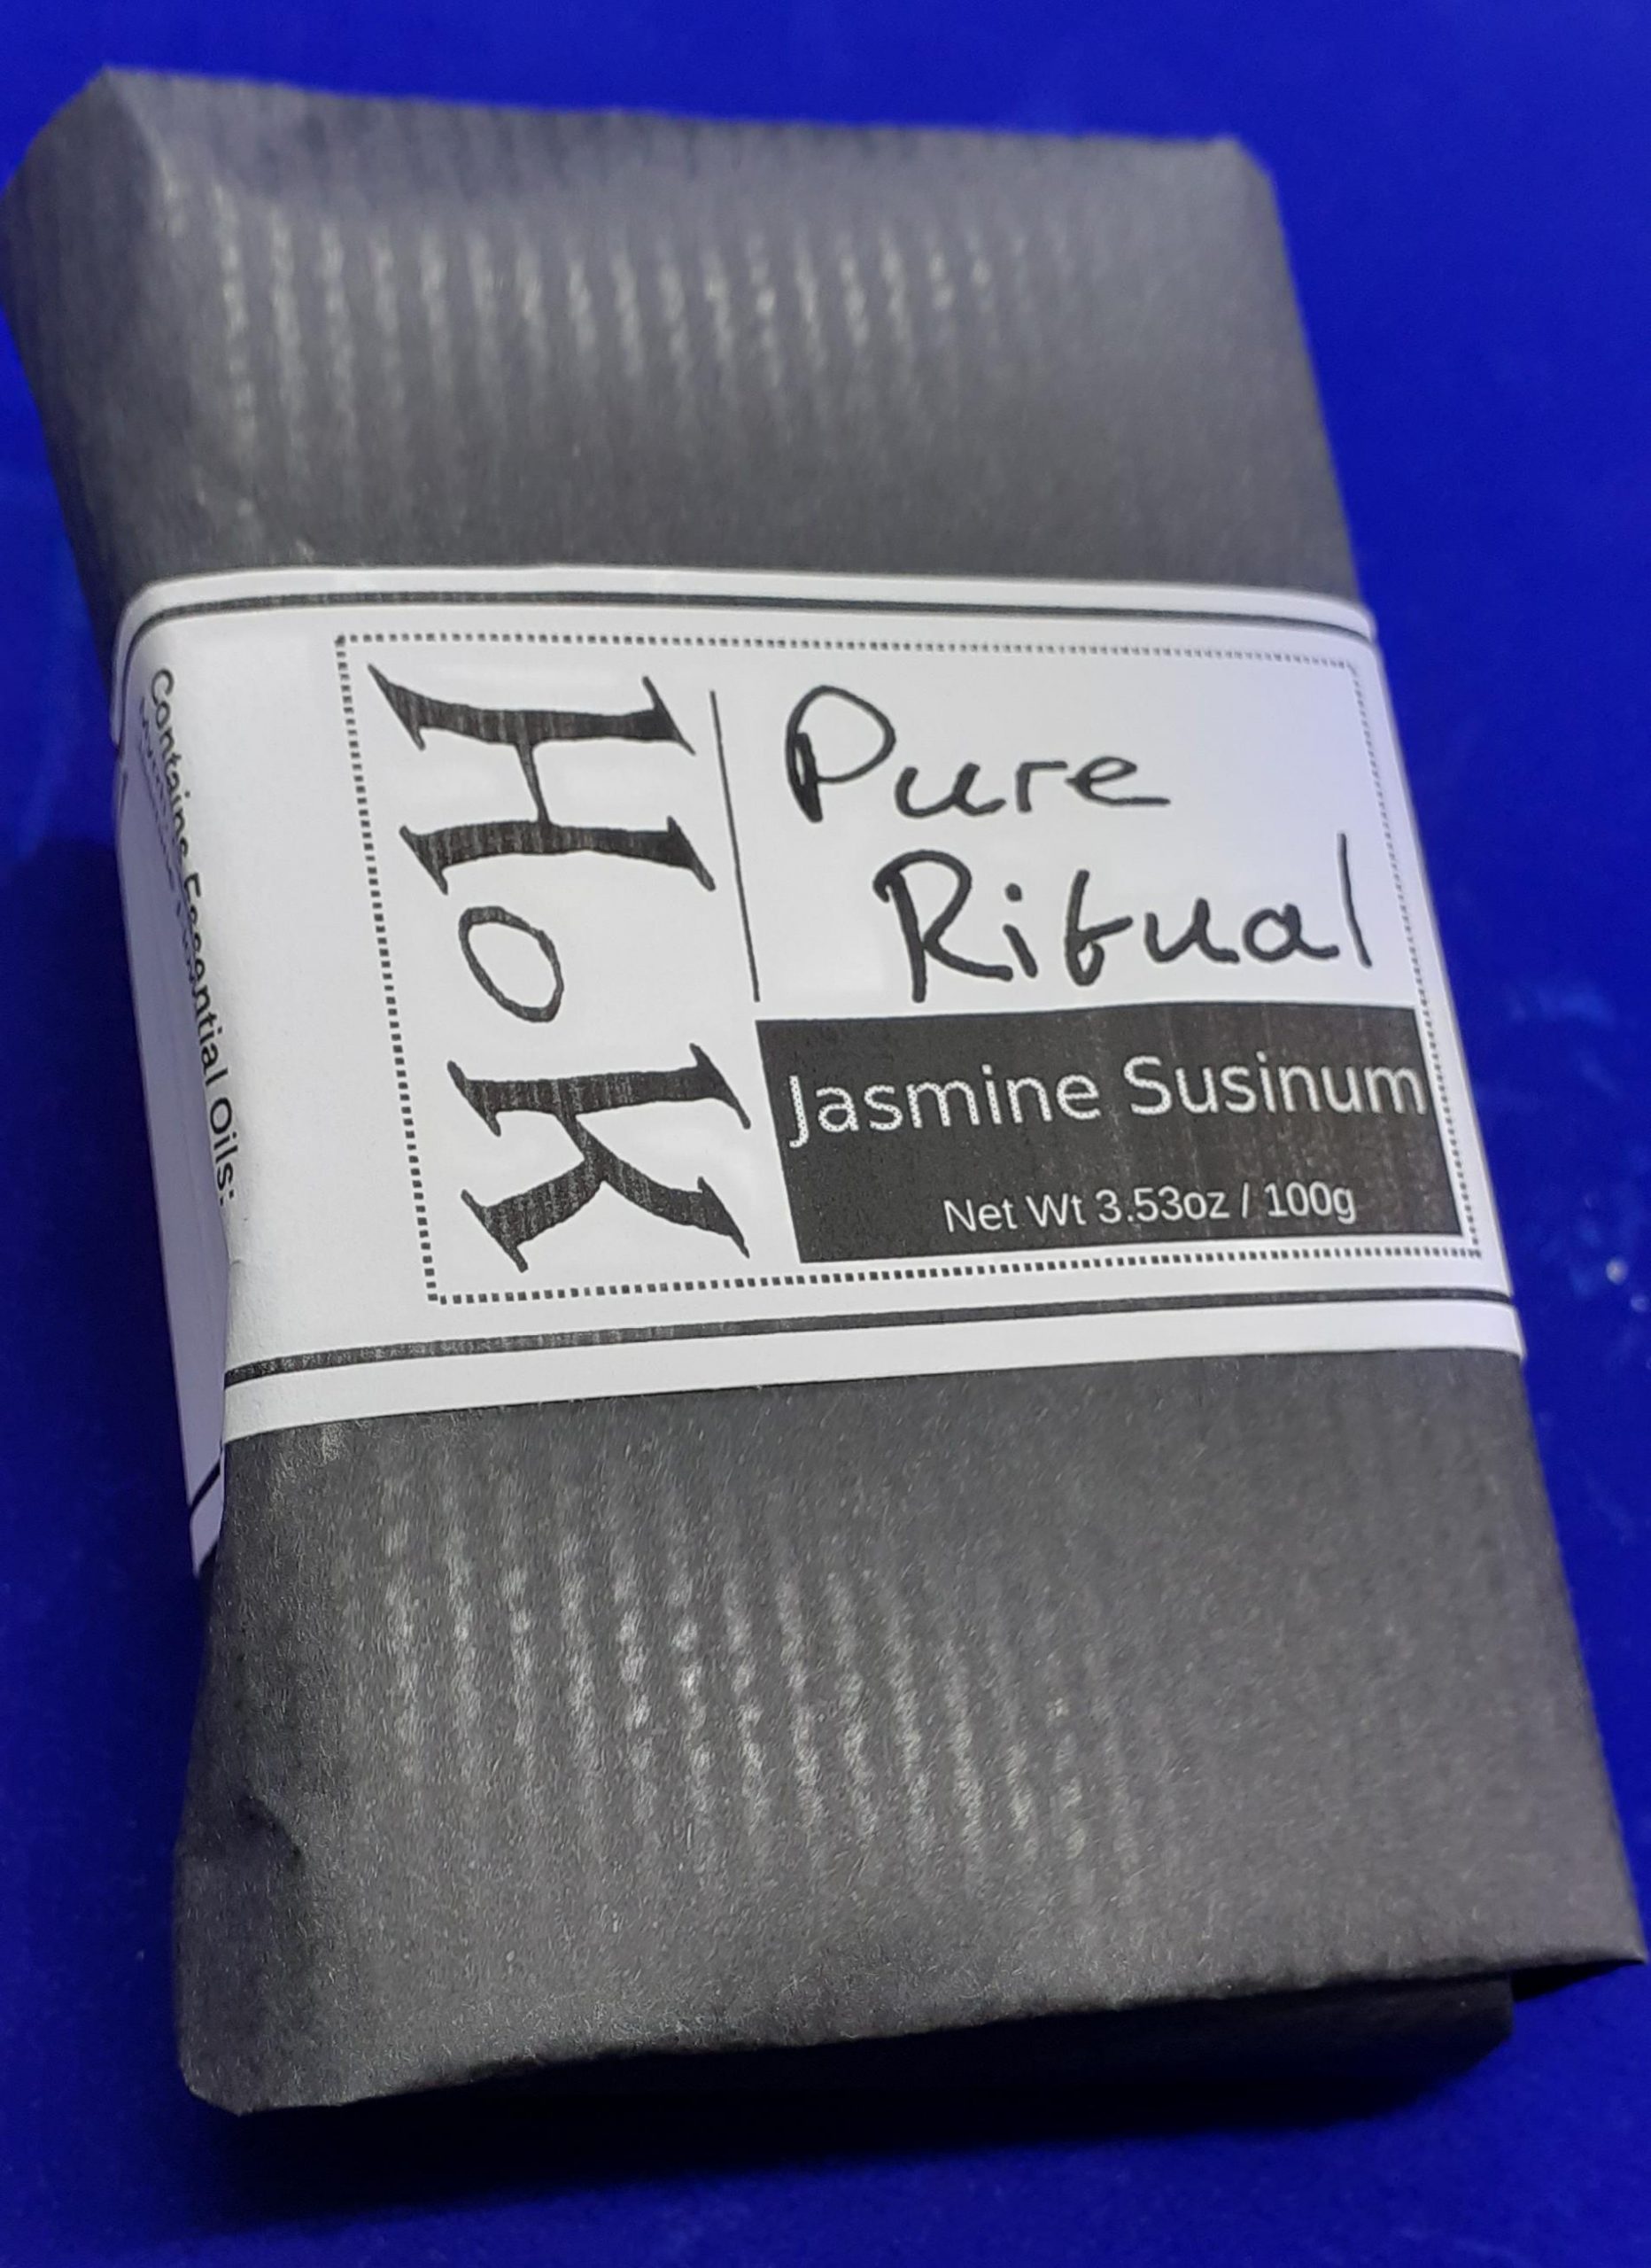 HoK
Pure
Ritual
Jasmine Susinum
Net Wt 3.53oz / 100g
Contains Essential Oils: